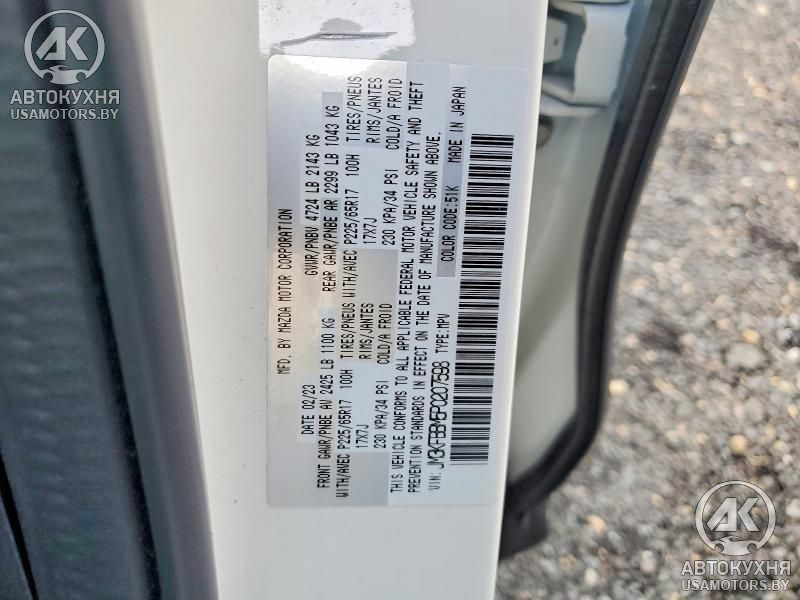 AK
АВТОКУХНЯ
USAMOTORS.BY
MFD. BY MAZDA MOTOR CORPORATION
DATE 02/23 GVWR/PNBV 4724 LB 2143 KG
FRONT GAWR/PNBE AV 2425 LB 1100 KG REAR GAWR/PNBE AR 2299 LB 1043 KG
WITH/AVEC P225/65R17 100H TIRES/PNEUS WITH/AVEC P225/65R17 100H TIRES/PNEUS
17X7J RIMS/JANTES 17X7J RIMS/JANTES
230 KPA/34 PSI COLD/A FROID 230 KPA/34 PSI COLD/A FROID
THIS VEHICLE CONFORMS TO ALL APPLICABLE FEDERAL MOTOR VEHICLE SAFETY AND THEFT
PREVENTION STANDARDS IN EFFECT ON THE DATE OF MANUFACTURE SHOWN ABOVE.
VIN: JM3KFBBM5P0207598 TYPE:MPV COLOR CODE:51K MADE IN JAPAN
AK
АВТОКУХНЯ
USAMOTORS.BY